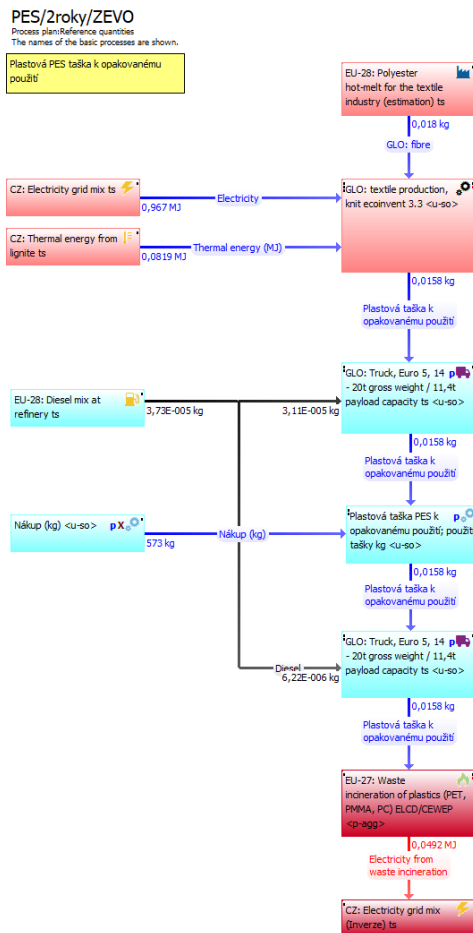 PES/2roky/ZEVO
Process plan:Reference quantities
The names of the basic processes are shown.
Plastová PES taška k opakovanému
použití
EU-28: Polyester
hot-melt for the textile
industry (estimation) ts
0,018 kg
GLO: fibre
CZ: Electricity grid mix ts
Electricity
0,967 MJ
GLO: textile production,
knit ecoinvent 3.3 <u-so>
CZ: Thermal energy from
lignite ts
Thermal energy (MJ)
0,0819 MJ
0,0158 kg
Plastová taška k
opakovanému použití
GLO: Truck, Euro 5, 14 p
- 20t gross weight / 11,4t
payload capacity ts <u-so>
EU-28: Diesel mix at
refinery ts
3,73E-005 kg
3,11E-005 kg
0,0158 kg
Plastová taška k
opakovanému použití
Nákup (kg) <u-so> p X
Nákup (kg)
573 kg
Plastová taška PES k p
opakovanému použití; použití
tašky kg <u-so>
0,0158 kg
Plastová taška k
opakovanému použití
GLO: Truck, Euro 5, 14 p
- 20t gross weight / 11,4t
payload capacity ts <u-so>
Diesel
6,22E-006 kg
0,0158 kg
Plastová taška k
opakovanému použití
EU-27: Waste
incineration of plastics (PET,
PMMA, PC) ELCD/CEWEP
<p-agg>
0,0492 MJ
Electricity from
waste incineration
CZ: Electricity grid mix
(Inverze) ts